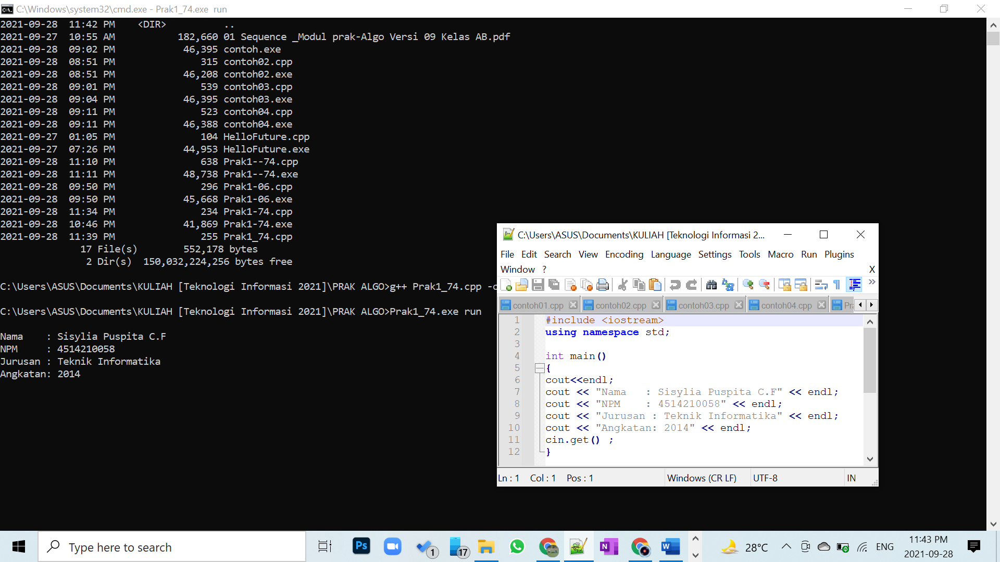 C:\Windows\system32\cmd.exe - Prak1_74.exe  run
2021-09-28  11:42 PM    <DIR>          ..
2021-09-27  10:55 AM           182,660 01 Sequence _Modul prak-Algo Versi 09 Kelas AB.pdf
2021-09-28  09:02 PM            46,395 contoh.exe
2021-09-28  08:51 PM               315 contoh02.cpp
2021-09-28  08:51 PM            46,208 contoh02.exe
2021-09-28  09:01 PM               539 contoh03.cpp
2021-09-28  09:04 PM            46,395 contoh03.exe
2021-09-28  09:11 PM               523 contoh04.cpp
2021-09-28  09:11 PM            46,388 contoh04.exe
2021-09-27  01:05 PM               104 HelloFuture.cpp
2021-09-27  07:26 PM            44,953 HelloFuture.exe
2021-09-28  11:10 PM               638 Prak1--74.cpp
2021-09-28  11:11 PM            48,738 Prak1--74.exe
2021-09-28  09:50 PM               296 Prak1-06.cpp
2021-09-28  09:50 PM            45,668 Prak1-06.exe
2021-09-28  11:34 PM               234 Prak1-74.cpp
2021-09-28  10:46 PM            41,869 Prak1-74.exe
2021-09-28  11:39 PM               255 Prak1_74.cpp
17 File(s)        552,178 bytes
2 Dir(s)  150,032,224,256 bytes free
C:\Users\ASUS\Documents\KULIAH [Teknologi Informasi 2021]\PRAK ALGO>g++ Prak1_74.cpp -
C:\Users\ASUS\Documents\KULIAH [Teknologi Informasi 2021]\PRAK ALGO>Prak1_74.exe run
Nama    : Sisylia Puspita C.F
NPM     : 4514210058
Jurusan : Teknik Informatika
Angkatan: 2014
C:\Users\ASUS\Documents\KULIAH [Teknologi Informasi 2...
File Edit Search View Encoding Language Settings Tools Macro Run Plugins
Window ? X
contoh01.cpp contoh02.cpp contoh03.cpp contoh04.cpp Pr
1 #include <iostream>
2 using namespace std;
3
4 int main()
5 {
6 cout<<endl;
7 cout << "Nama   : Sisylia Puspita C.F" << endl;
8 cout << "NPM    : 4514210058" << endl;
9 cout << "Jurusan : Teknik Informatika" << endl;
10 cout << "Angkatan: 2014" << endl;
11 cin.get() ;
12 }
Ln : 1 Col : 1 Pos : 1 Windows (CR LF) UTF-8 IN
Type here to search
Ps
1
17
N
W
28°C
ENG
11:43 PM
2021-09-28